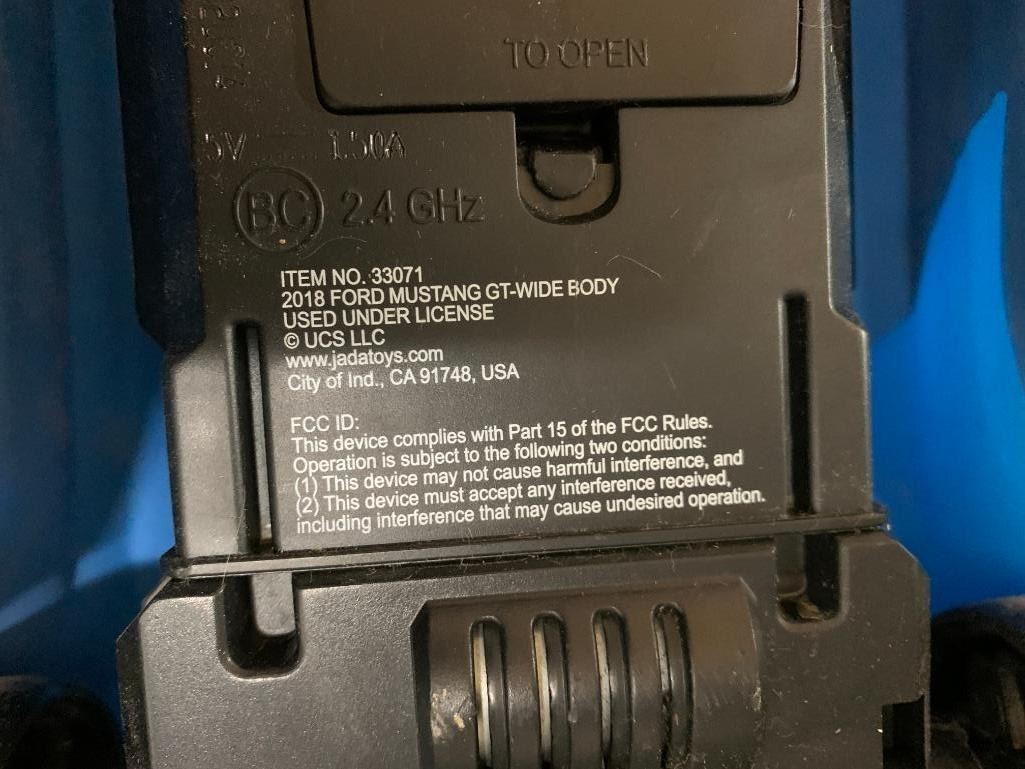 TO OPEN
5V 1.50A
BC 2.4 GHz
ITEM NO. 33071
2018 FORD MUSTANG GT-WIDE BODY
USED UNDER LICENSE
© UCS LLC
www.jadatoys.com
City of Ind., CA 91748, USA
FCC ID:
This device complies with Part 15 of the FCC Rules.
Operation is subject to the following two conditions:
(1) This device may not cause harmful interference, and
(2) This device must accept any interference received,
including interference that may cause undesired operation.